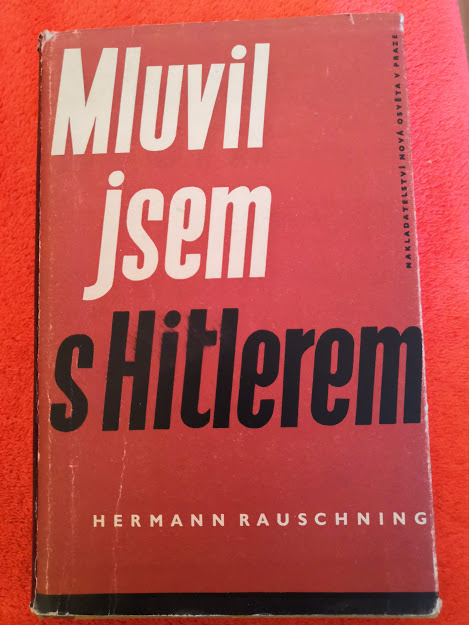 Mluvil
jsem
s Hitlerem
HERMANN RAUSCHNING
NAKLADATELSTVÍ NOVÁ OSVĚTA V PRAZE